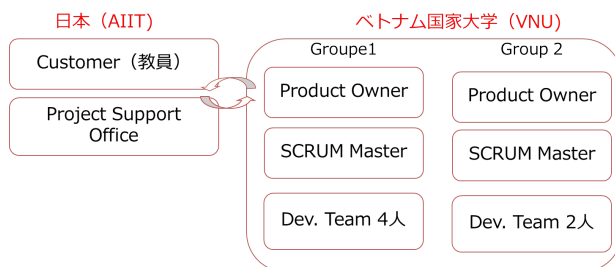 日本（AIIT）
Customer（教員）
Project Support
Office
ベトナム国家大学（VNU)
Groupe1
Product Owner
SCRUM Master
Dev. Team 4人
Group 2
Product Owner
SCRUM Master
Dev. Team 2人